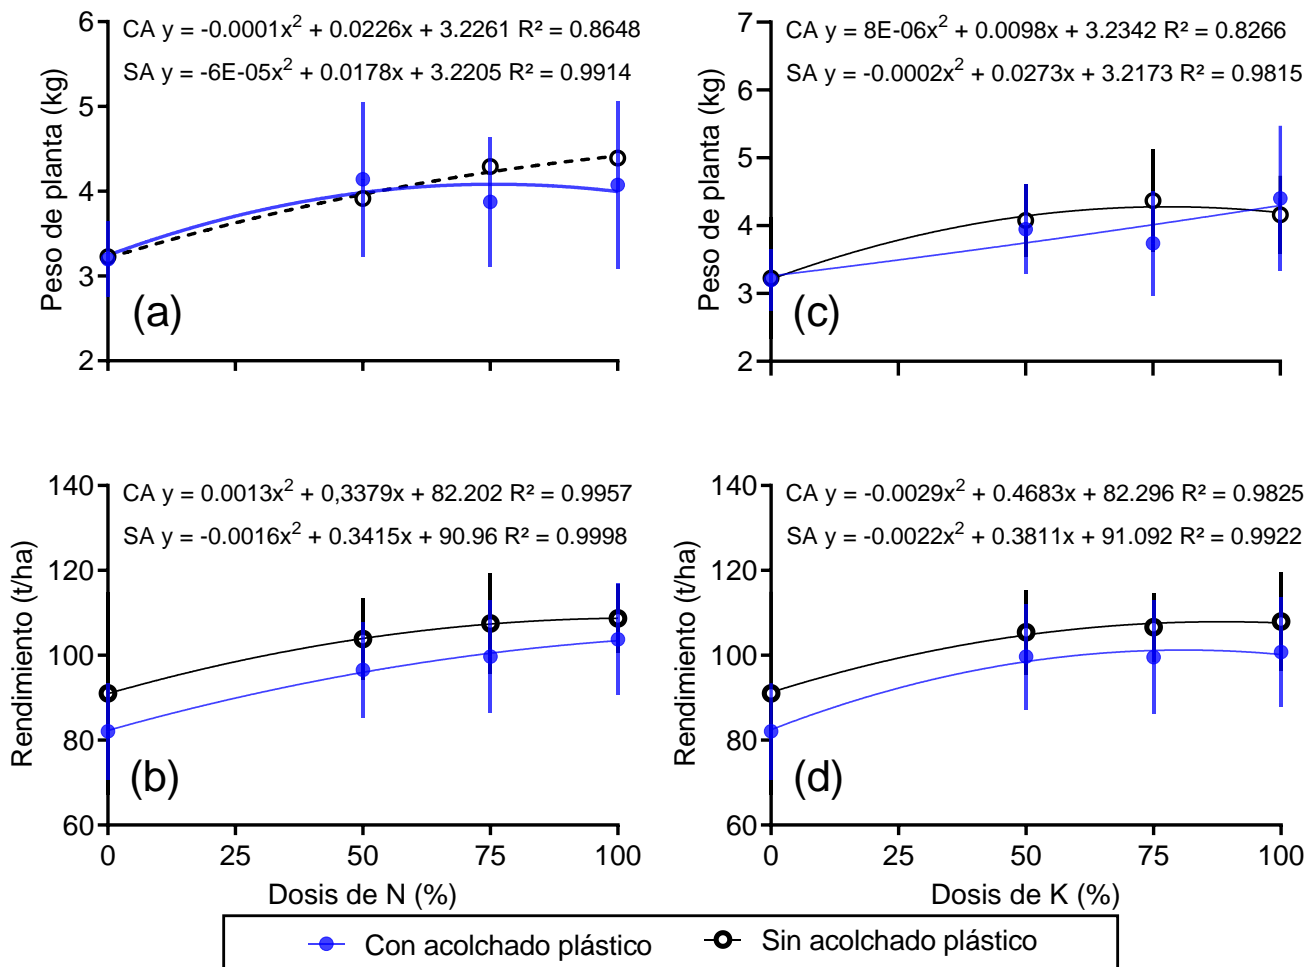 CA y = -0.0001x² + 0.0226x + 3.2261 R² = 0.8648
SA y = -6E-05x² + 0.0178x + 3.2205 R² = 0.9914
6
5
4
3
2
Peso de planta (kg)
(a)
CA y = 8E-06x² + 0.0098x + 3.2342 R² = 0.8266
SA y = -0.0002x² + 0.0273x + 3.2173 R² = 0.9815
7
6
5
4
3
2
Peso de planta (kg)
(c)
CA y = 0.0013x² + 0,3379x + 82.202 R² = 0.9957
SA y = -0.0016x² + 0.3415x + 90.96 R² = 0.9998
140
120
100
80
60
Rendimiento (t/ha)
(b)
0 25 50 75 100
Dosis de N (%)
CA y = -0.0029x² + 0.4683x + 82.296 R² = 0.9825
SA y = -0.0022x² + 0.3811x + 91.092 R² = 0.9922
140
120
100
80
60
Rendimiento (t/ha)
(d)
0 25 50 75 100
Dosis de K (%)
Con acolchado plástico
Sin acolchado plástico